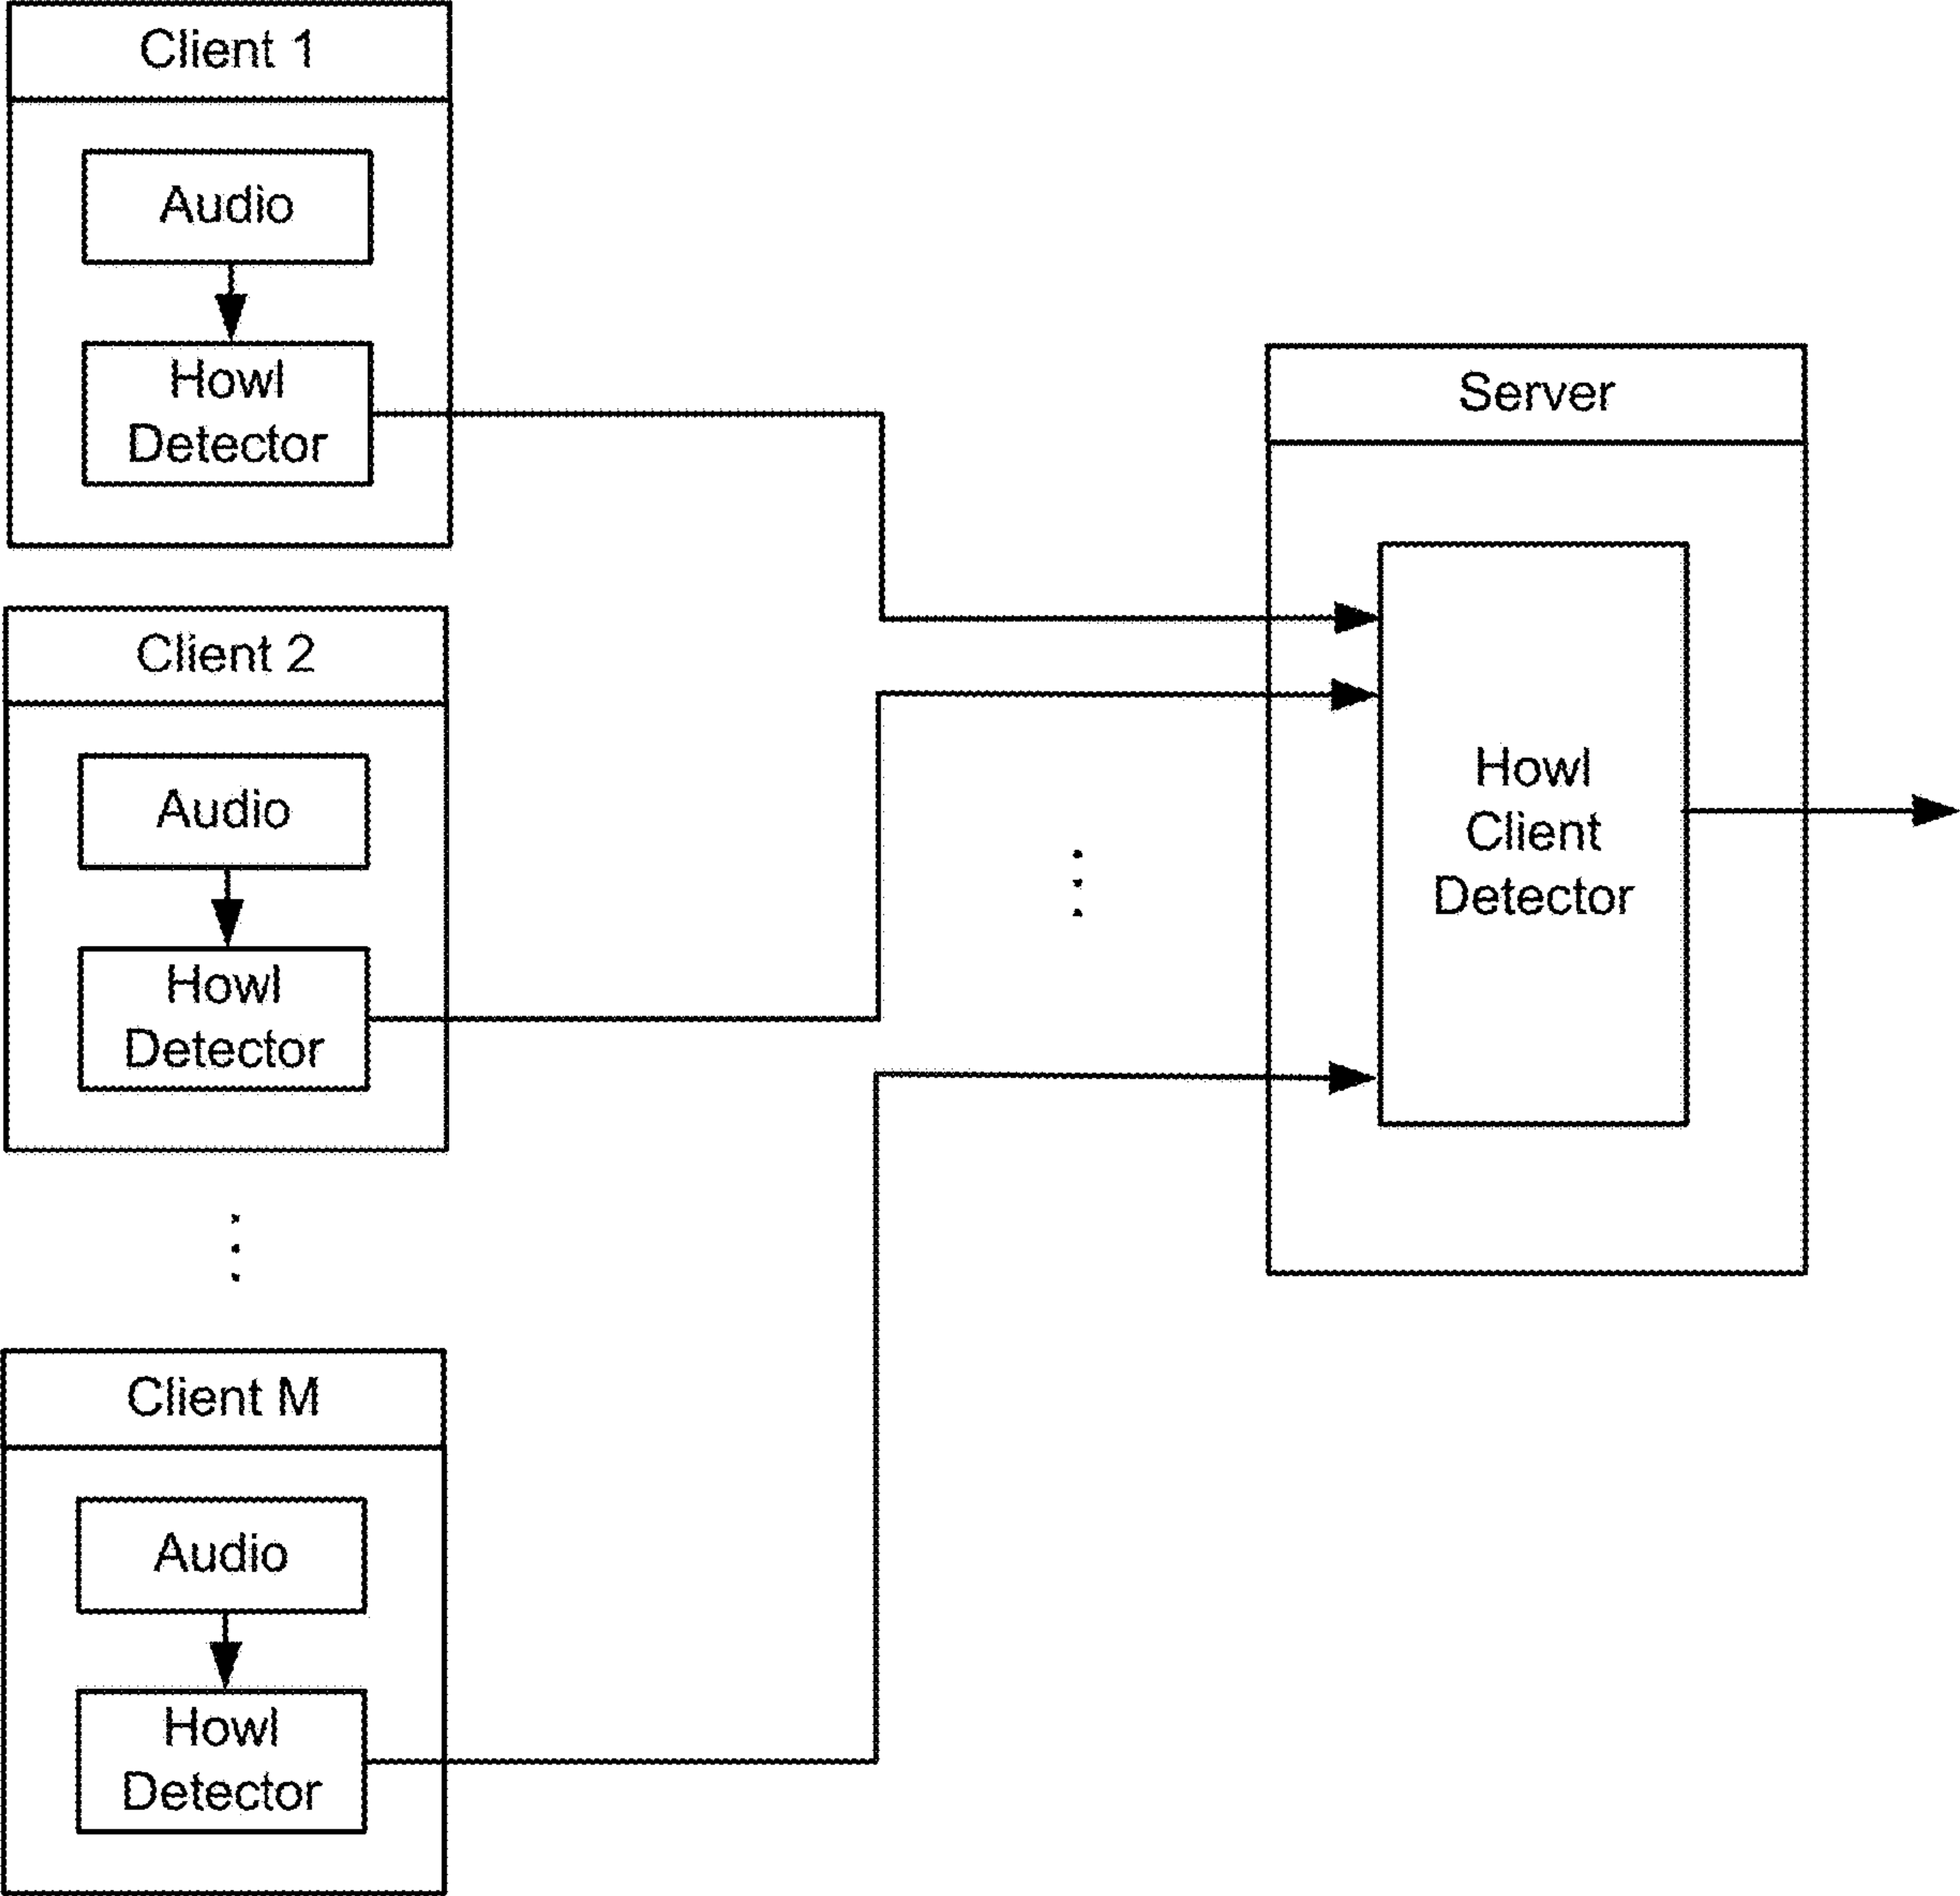 Client 1
Audio
Howl
Detector
Client 2
Audio
Howl
Detector
Client M
Audio
Howl
Detector
Server
Howl
Client
Detector